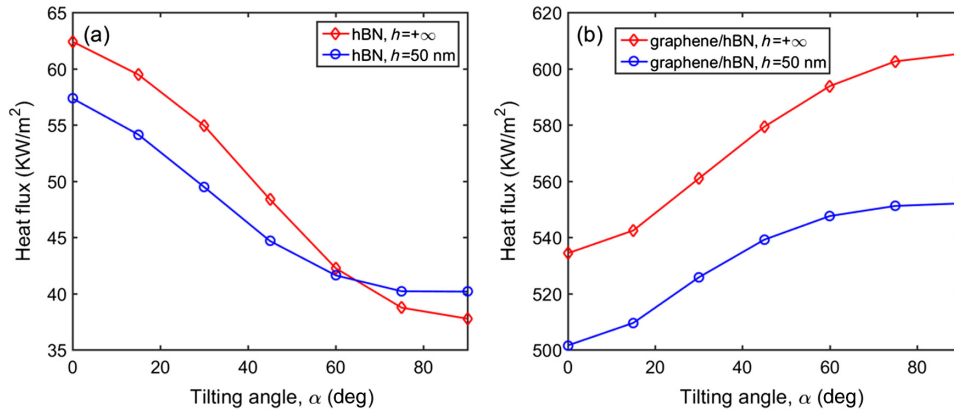 (a)
hBN, h=+∞
hBN, h=50 nm
65
60
55
50
45
40
35
Heat flux (KW/m²)
0
20
40
60
80
Tilting angle, α (deg)
(b)
graphene/hBN, h=+∞
graphene/hBN, h=50 nm
620
600
580
560
540
520
500
Heat flux (KW/m²)
0
20
40
60
80
Tilting angle, α (deg)